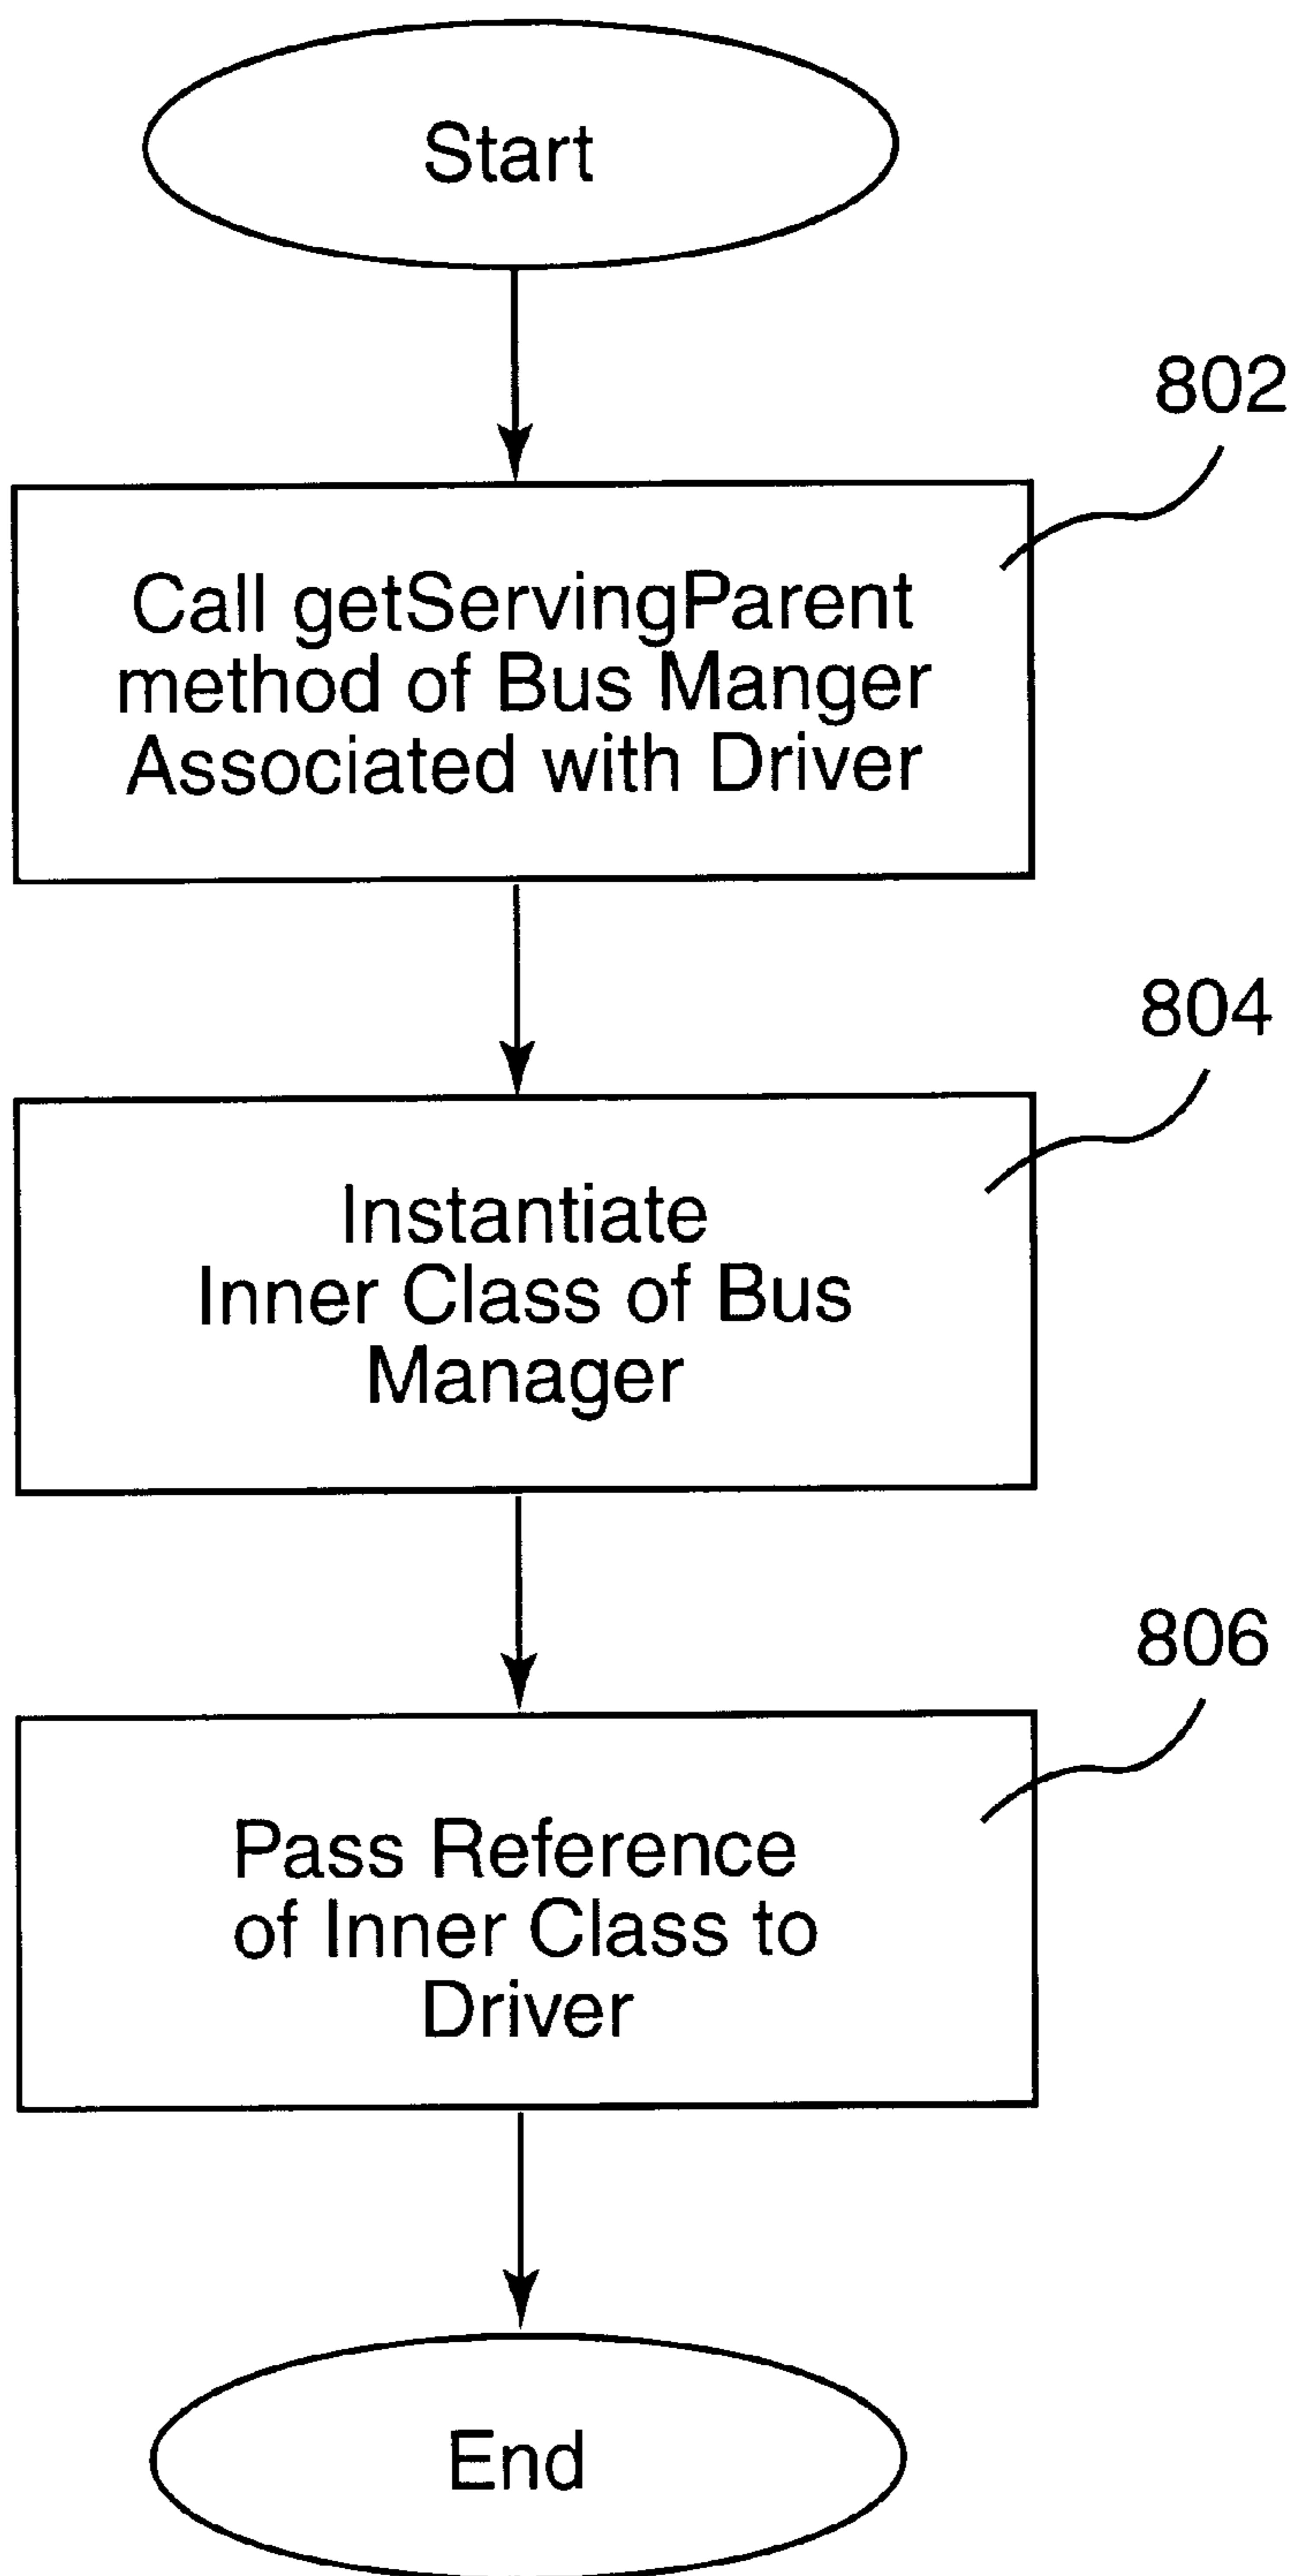 Start
802
Call getServingParent
method of Bus Manger
Associated with Driver
804
Instantiate
Inner Class of Bus
Manager
806
Pass Reference
of Inner Class to
Driver
End